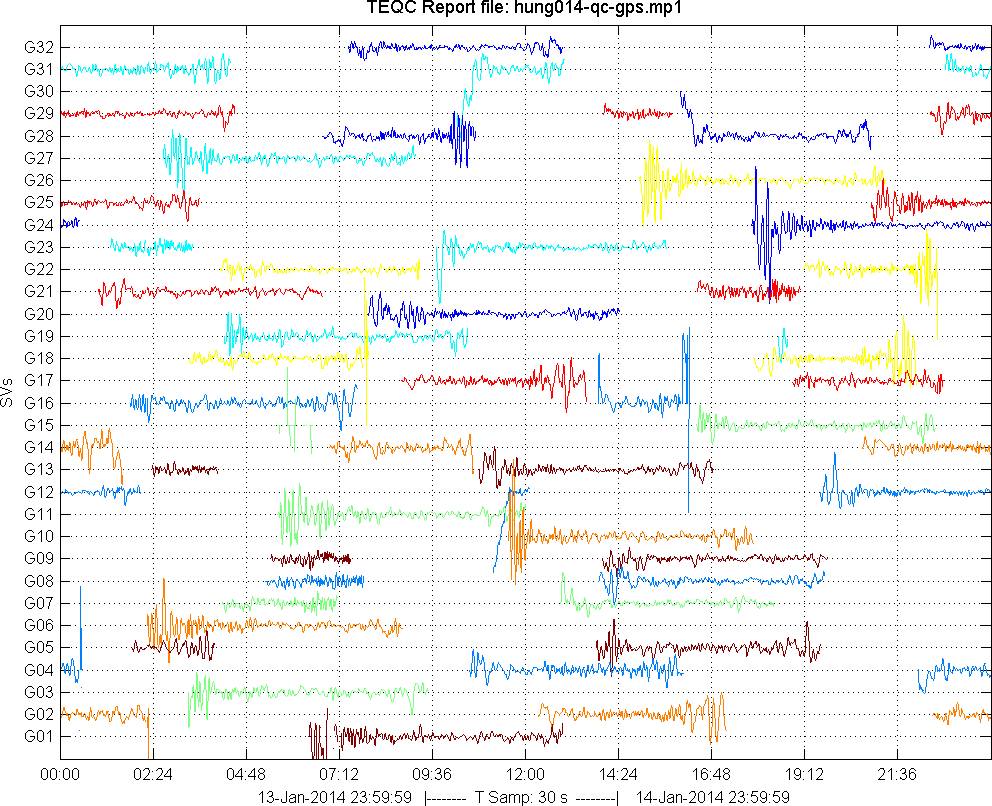 TEQC Report file: hung014-qc-gps.mp1
G32
G31
G30
G29
G28
G27
G26
G25
G24
G23
G22
G21
G20
G19
G18
G17
G16
G15
G14
G13
G12
G11
G10
G09
G08
G07
G06
G05
G04
G03
G02
G01
SVs
00:00 02:24 04:48 07:12 09:36 12:00 14:24 16:48 19:12 21:36
13-Jan-2014 23:59:59 |-------- T Samp: 30 s --------| 14-Jan-2014 23:59:59